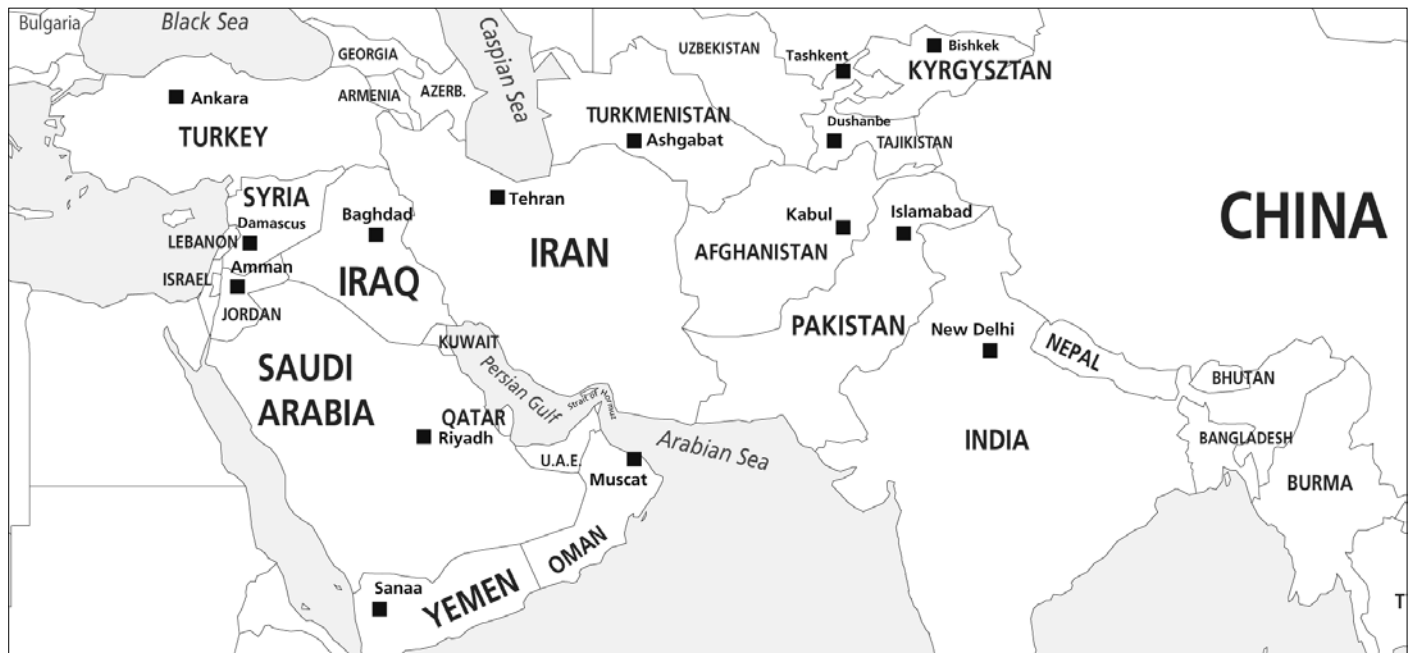 Bulgaria
Black Sea
Caspian Sea
GEORGIA
UZBEKISTAN
Tashkent
Bishkek
KYRGYSZTAN
ARMENIA
AZERB.
Ankara
TURKEY
TURKMENISTAN
Ashgabat
Dushanbe
TAJIKISTAN
SYRIA
Damascus
LEBANON
Baghdad
Tehran
IRAN
Kabul
AFGHANISTAN
Islamabad
CHINA
ISRAEL
Amman
JORDAN
IRAQ
KUWAIT
PAKISTAN
New Delhi
NEPAL
BHUTAN
SAUDI
ARABIA
Persian Gulf
Strait of Hormuz
QATAR
Riyadh
U.A.E.
Muscat
Arabian Sea
INDIA
BANGLADESH
BURMA
OMAN
Sanaa
YEMEN